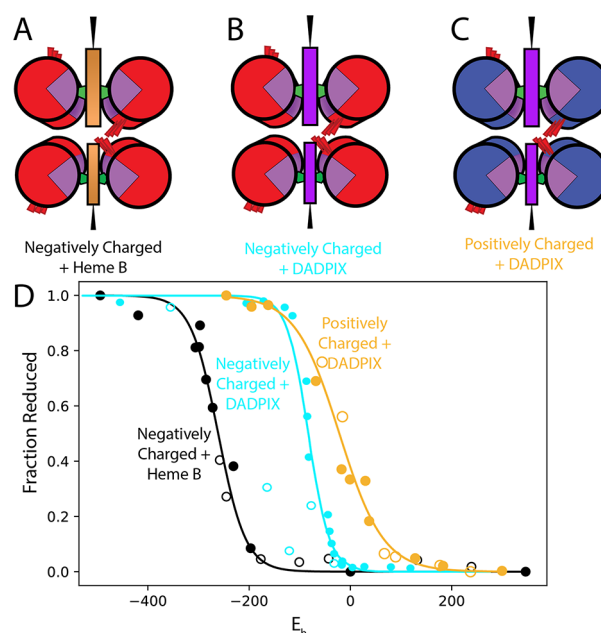 A
B
C
Negatively Charged
+ Heme B
Negatively Charged
+ DADPIX
Positively Charged
+ DADPIX
D
Fraction Reduced
1.0
0.8
0.6
0.4
0.2
0.0
Positively
Charged +
DADPIX
Negatively
Charged +
DADPIX
Negatively
Charged +
Heme B
−400
−200
0
200
E_h